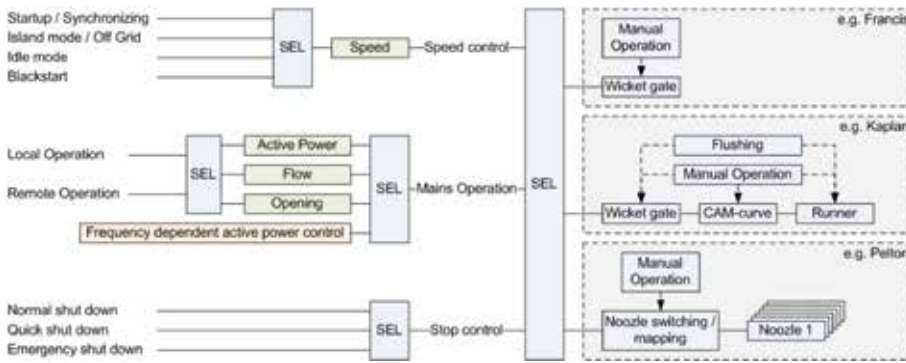 Startup / Synchronizing
Island mode / Off Grid
Idle mode
Blackstart
SEL
Speed
Speed control
Local Operation
Remote Operation
SEL
Active Power
Flow
Opening
Frequency dependent active power control
SEL
Mains Operation
Normal shut down
Quick shut down
Emergency shut down
SEL
Stop control
SEL
e.g. Francis
Manual
Operation
Wicket gate
e.g. Kaplan
Flushing
Manual Operation
Wicket gate
CAM-curve
Runner
e.g. Pelton
Manual
Operation
Noozle switching /
mapping
Noozle 1